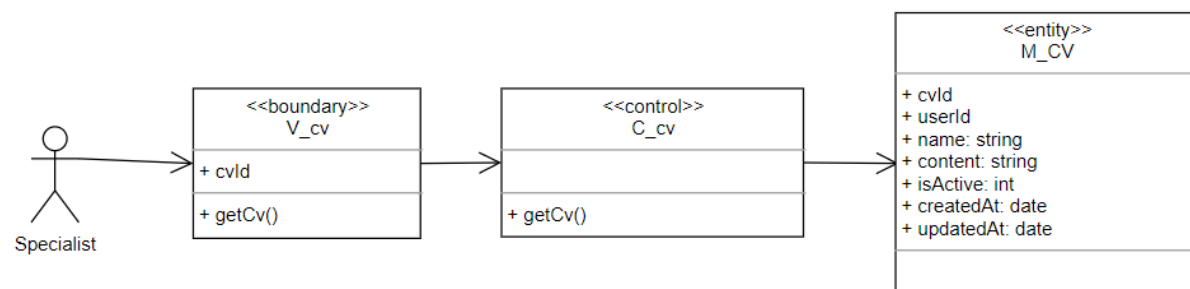 Specialist
<<boundary>>
V_cv
+ cvId
+ getCv()
<<control>>
C_cv
+ getCv()
<<entity>>
M_CV
+ cvId
+ userId
+ name: string
+ content: string
+ isActive: int
+ createdAt: date
+ updatedAt: date